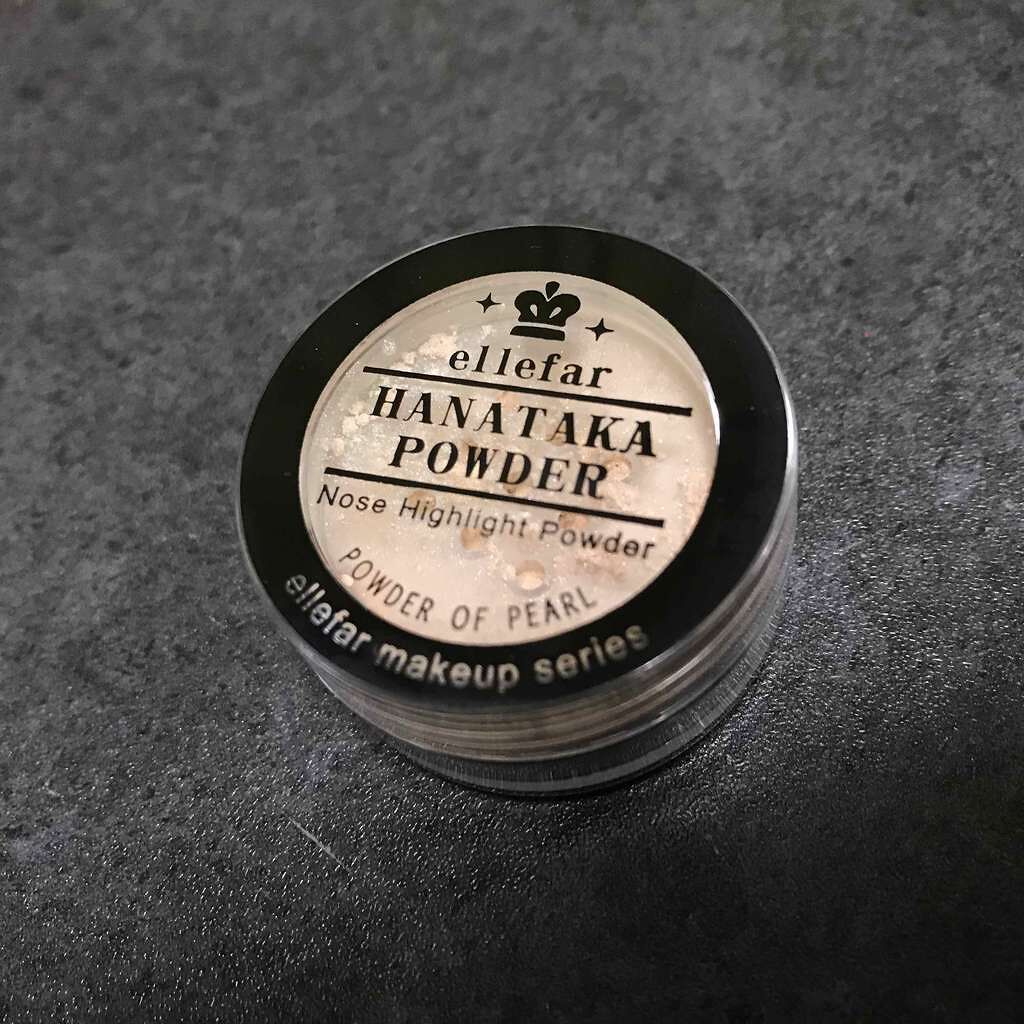 ellefar
HANATAKA
POWDER
Nose Highlight Powder
POWDER OF PEARL
ellefar makeup series